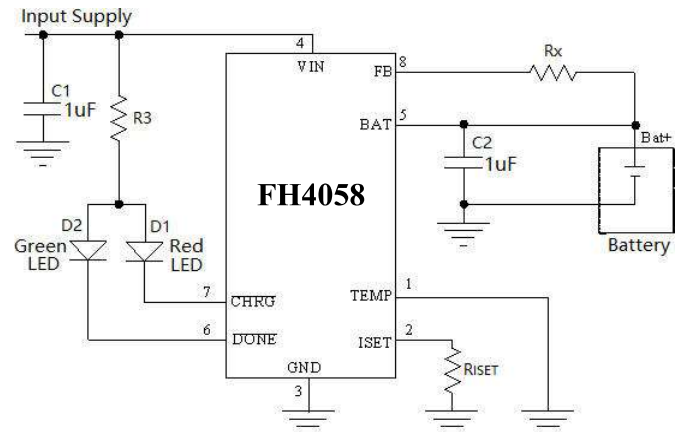 Input Supply
4
VIN
FB
8
Rx
C1
1uF
R3
BAT
5
C2
1uF
Bat+
FH4058
D2
D1
Green
LED
Red
LED
Battery
7
CHRG
TEMP
1
6
DONE
ISET
2
GND
3
RISET